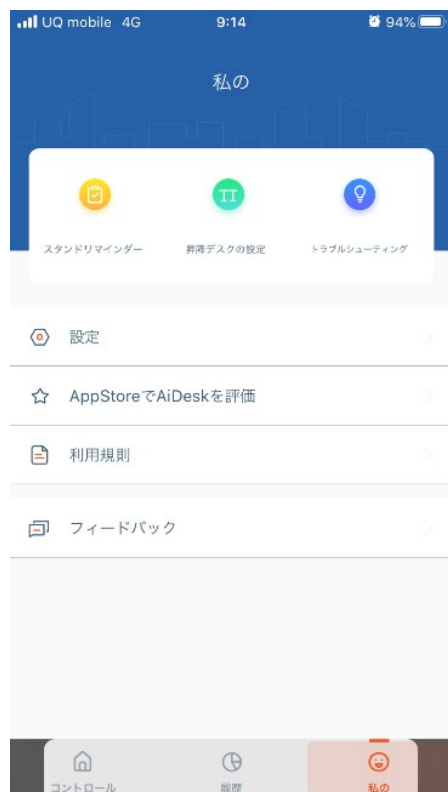 UQ mobile 4G 9:14 94%
私の
スタンドリマインダー 昇降デスクの設定 トラブルシューティング
設定
AppStoreでAiDeskを評価
利用規則
フィードバック
コントロール 履歴 私の